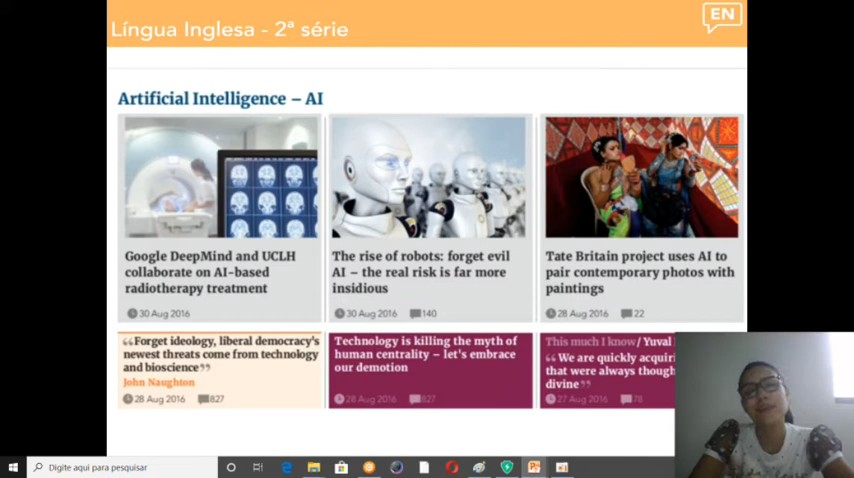 Língua Inglesa - 2ª série
EN
Artificial Intelligence – AI
Google DeepMind and UCLH
collaborate on AI-based
radiotherapy treatment
30 Aug 2016
The rise of robots: forget evil
AI – the real risk is far more
insidious
30 Aug 2016 140
Tate Britain project uses AI to
pair contemporary photos with
paintings
28 Aug 2016 22
“Forget ideology, liberal democracy's
newest threats come from technology
and bioscience”
John Naughton
28 Aug 2016 827
Technology is killing the myth of
human centrality – let's embrace
our demotion
28 Aug 2016 827
This much I know/ Yuval
“We are quickly acquiri
that were always though
divine”
27 Aug 2016 78
Digite aqui para pesquisar